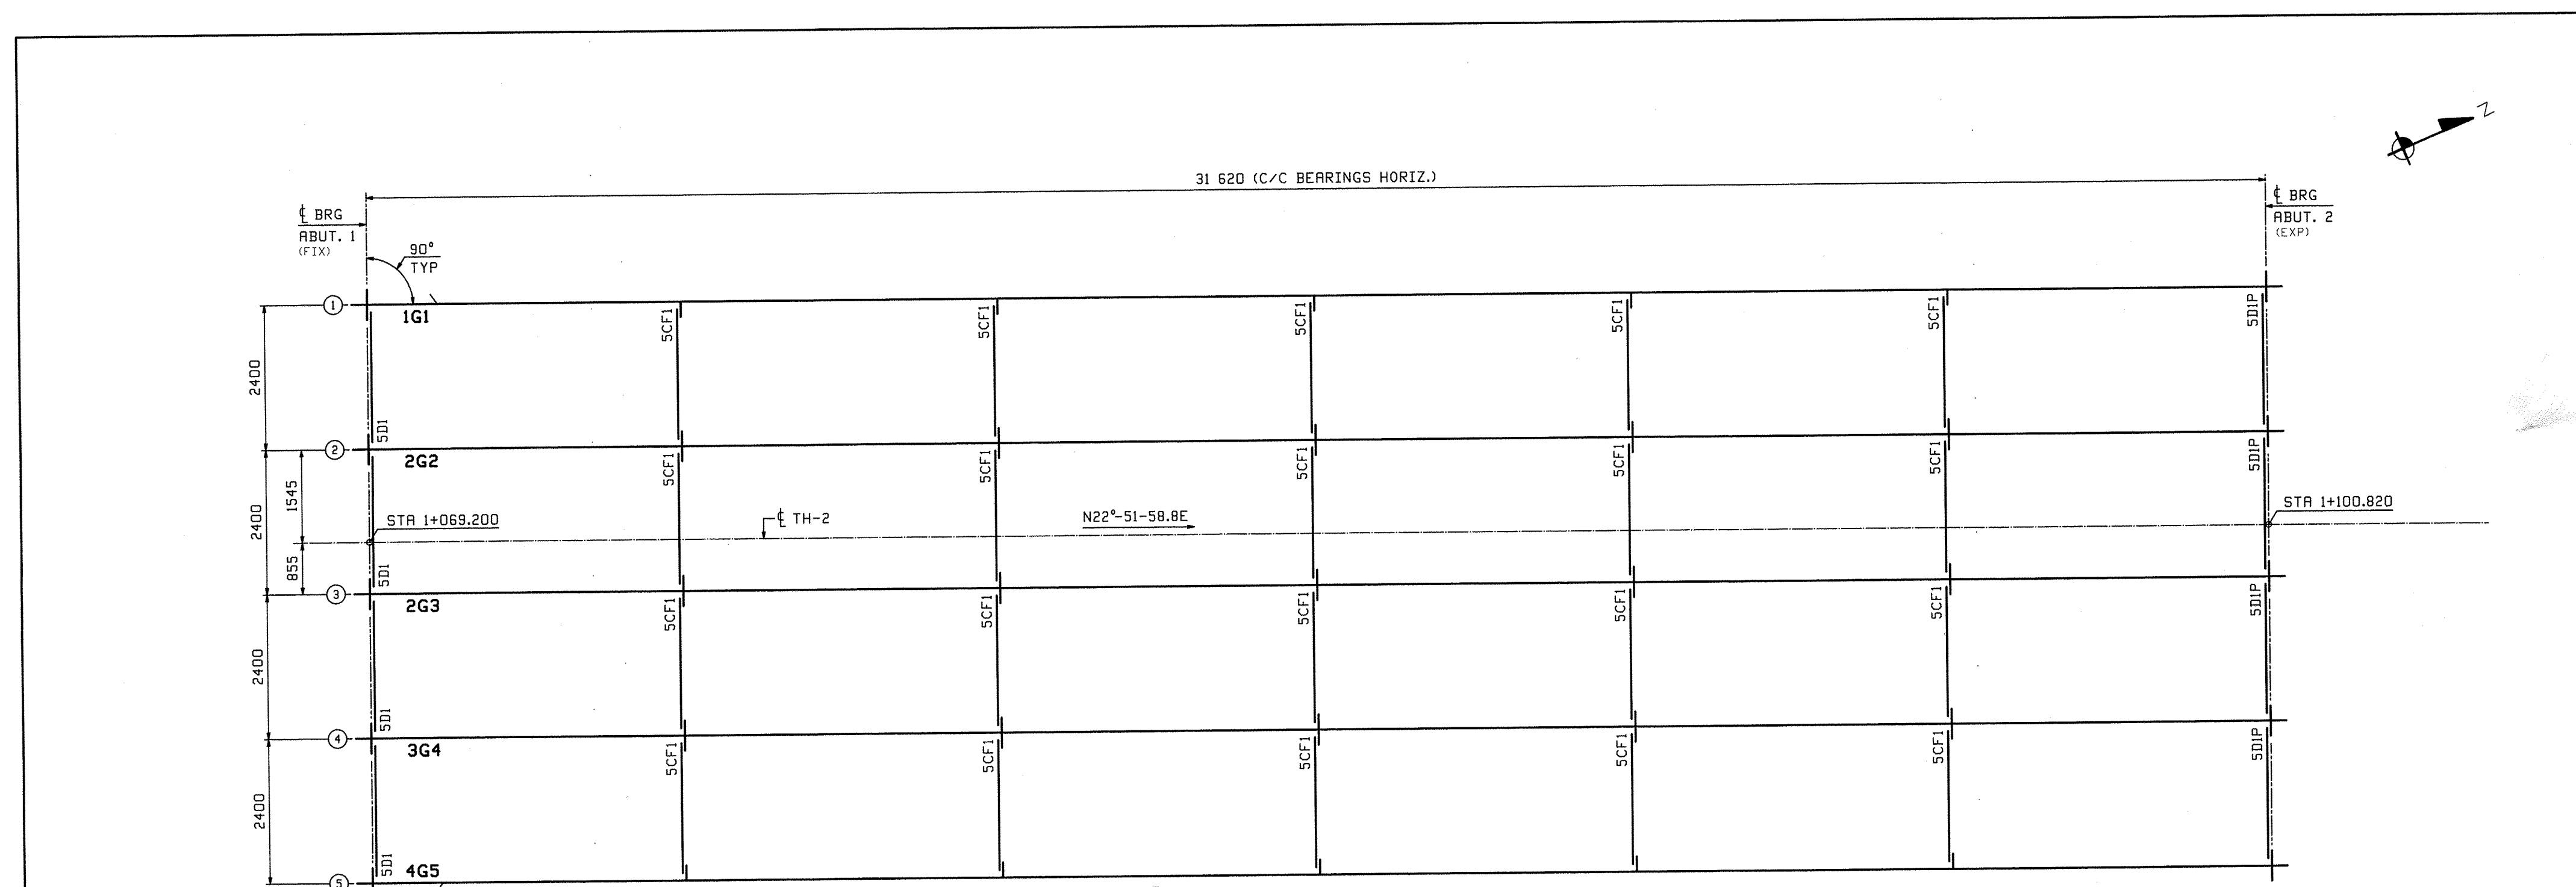 N
31 620 (C/C BEARINGS HORIZ.)
℄ BRG
ABUT. 1
(FIX)
℄ BRG
ABUT. 2
(EXP)
90°
TYP
1
1G1
5CF1
5CF1
5CF1
5CF1
5CF1
5D1P
2400
5D1
2
2G2
5CF1
5CF1
5CF1
5CF1
5CF1
5D1P
1545
2400
STA 1+069.200
℄ TH-2
N22°-51-58.8E
STA 1+100.820
855
5D1
3
2G3
5CF1
5CF1
5CF1
5CF1
5CF1
5D1P
2400
5D1
4
3G4
5CF1
5CF1
5CF1
5CF1
5CF1
5D1P
2400
5D1
4G5
5